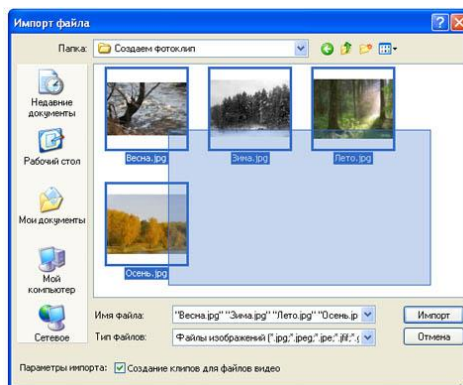 Импорт файла
Папка: Создаем фотоклип
Недавние документы
Рабочий стол
Мои документы
Мой компьютер
Сетевое
Весна.jpg
Зима.jpg
Лето.jpg
Осень.jpg
Имя файла: "Весна.jpg" "Зима.jpg" "Лето.jpg" "Осень.jp
Импорт
Тип файлов: Файлы изображений (*.jpg;*.jpeg;*.jpe;*.jfif;*.g
Отмена
Параметры импорта: Создание клипов для файлов видео